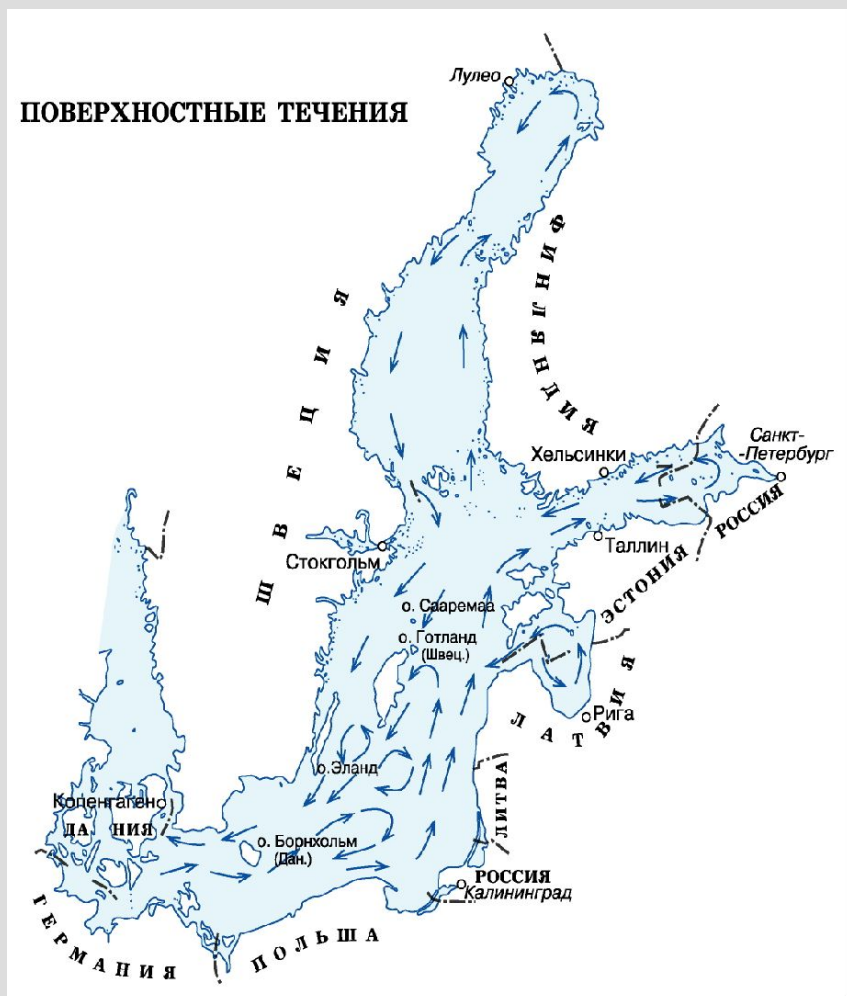 Лулео
ПОВЕРХНОСТНЫЕ ТЕЧЕНИЯ
ФИНЛЯНДИЯ
ШВЕЦИЯ
Хельсинки
Санкт-
-Петербург
РОССИЯ
Таллин
Стокгольм
ЭСТОНИЯ
о. Сааремаа
о. Готланд
(Швец.)
ЛАТВИЯ
Рига
о.Эланд
ЛИТВА
Копенгаген
ДАНИЯ
о. Борнхольм
(Дан.)
РОССИЯ
Калининград
ГЕРМАНИЯ
ПОЛЬША